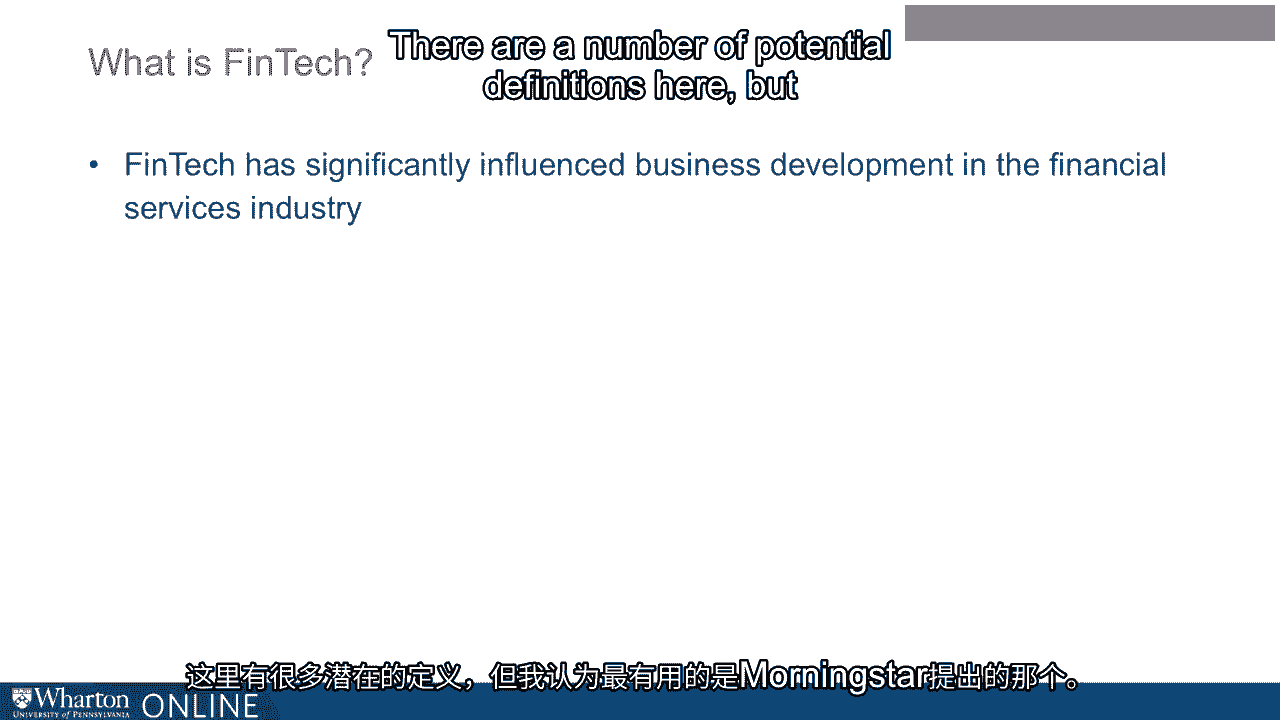 There are a number of potential
definitions here, but
What is FinTech?
• FinTech has significantly influenced business development in the financial
services industry
这里有很多潜在的定义，但我认为最有用的是Morningstar提出的那个。
Wharton
UNIVERSITY of PENNSYLVANIA
ONLINE